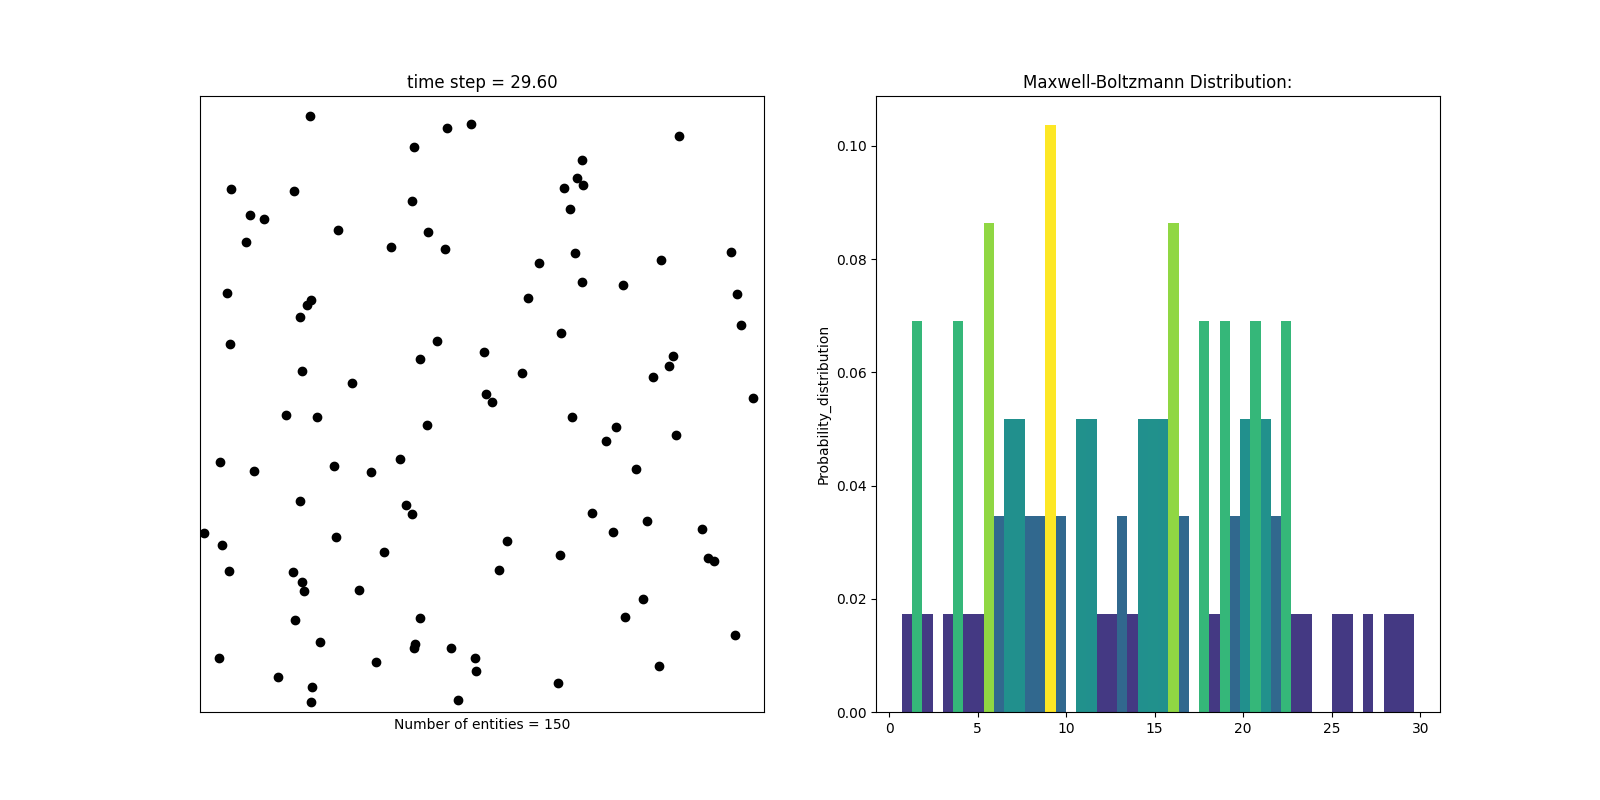 time step = 29.60
Number of entities = 150
Maxwell-Boltzmann Distribution:
Probability_distribution
0.10
0.08
0.06
0.04
0.02
0.00
0 5 10 15 20 25 30